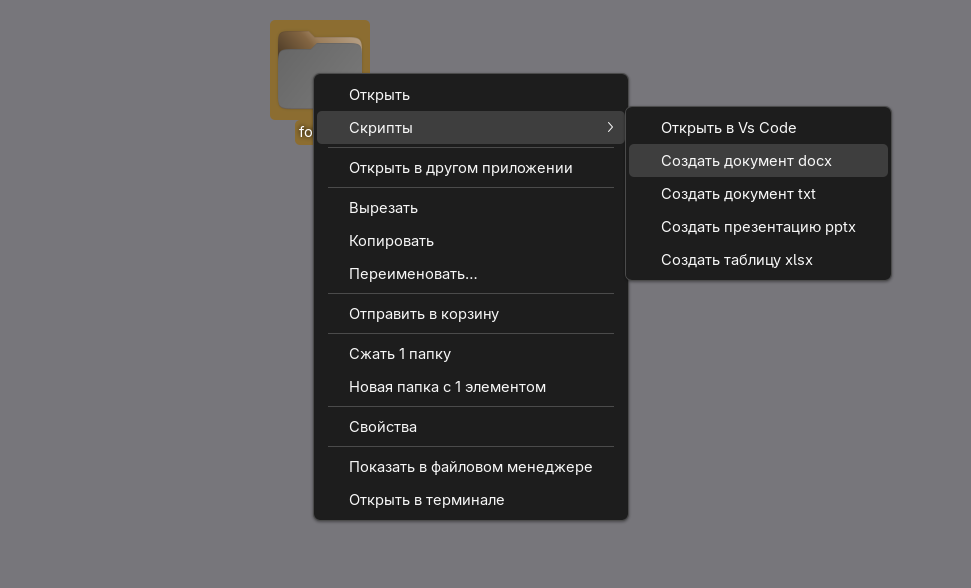 fo
Открыть
Скрипты
Открыть в другом приложении
Вырезать
Копировать
Переименовать...
Отправить в корзину
Сжать 1 папку
Новая папка с 1 элементом
Свойства
Показать в файловом менеджере
Открыть в терминале
Открыть в Vs Code
Создать документ docx
Создать документ txt
Создать презентацию pptx
Создать таблицу xlsx